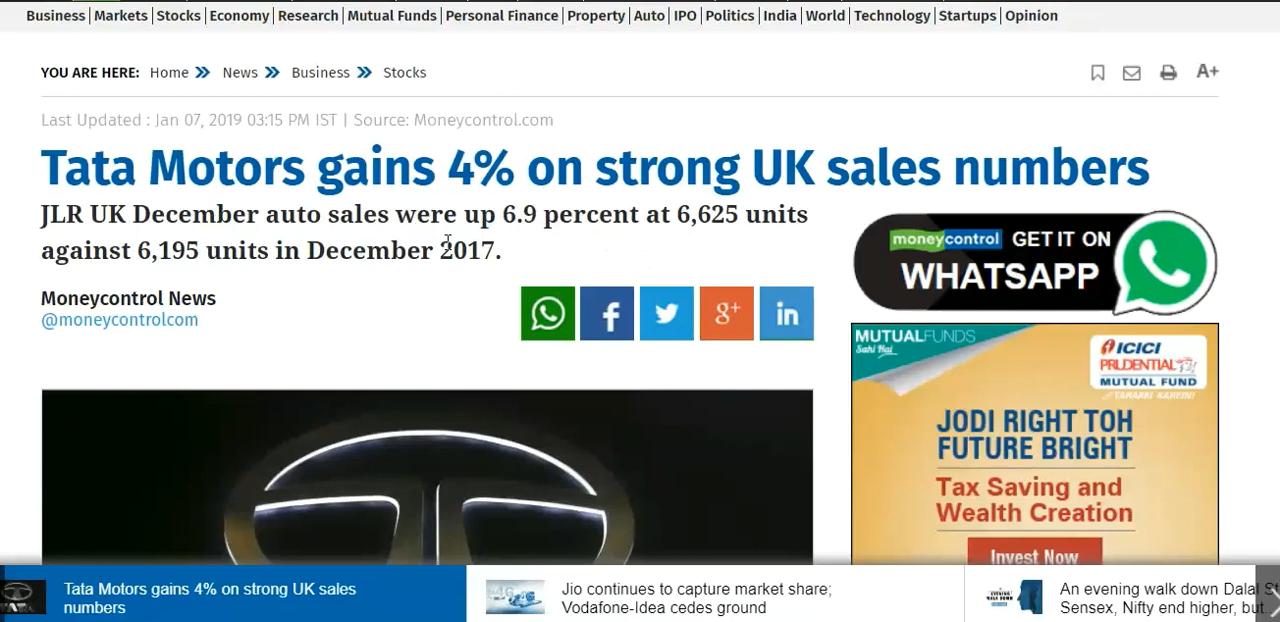 Business | Markets | Stocks | Economy | Research | Mutual Funds | Personal Finance | Property | Auto | IPO | Politics | India | World | Technology | Startups | Opinion
YOU ARE HERE: Home News Business Stocks
A+
Last Updated : Jan 07, 2019 03:15 PM IST | Source: Moneycontrol.com
Tata Motors gains 4% on strong UK sales numbers
JLR UK December auto sales were up 6.9 percent at 6,625 units
against 6,195 units in December 2017.
Moneycontrol News
@moneycontrolcom
f
g+
in
moneycontrol GET IT ON
WHATSAPP
MUTUALFUNDS
Sahi Hai
ICICI
PRUDENTIAL
MUTUAL FUND
TARAKKI KAREIN!
JODI RIGHT TOH
FUTURE BRIGHT
Tax Saving and
Wealth Creation
Invest Now
Tata Motors gains 4% on strong UK sales
numbers
Jio continues to capture market share;
Vodafone-Idea cedes ground
An evening walk down Dalal St
Sensex, Nifty end higher, but